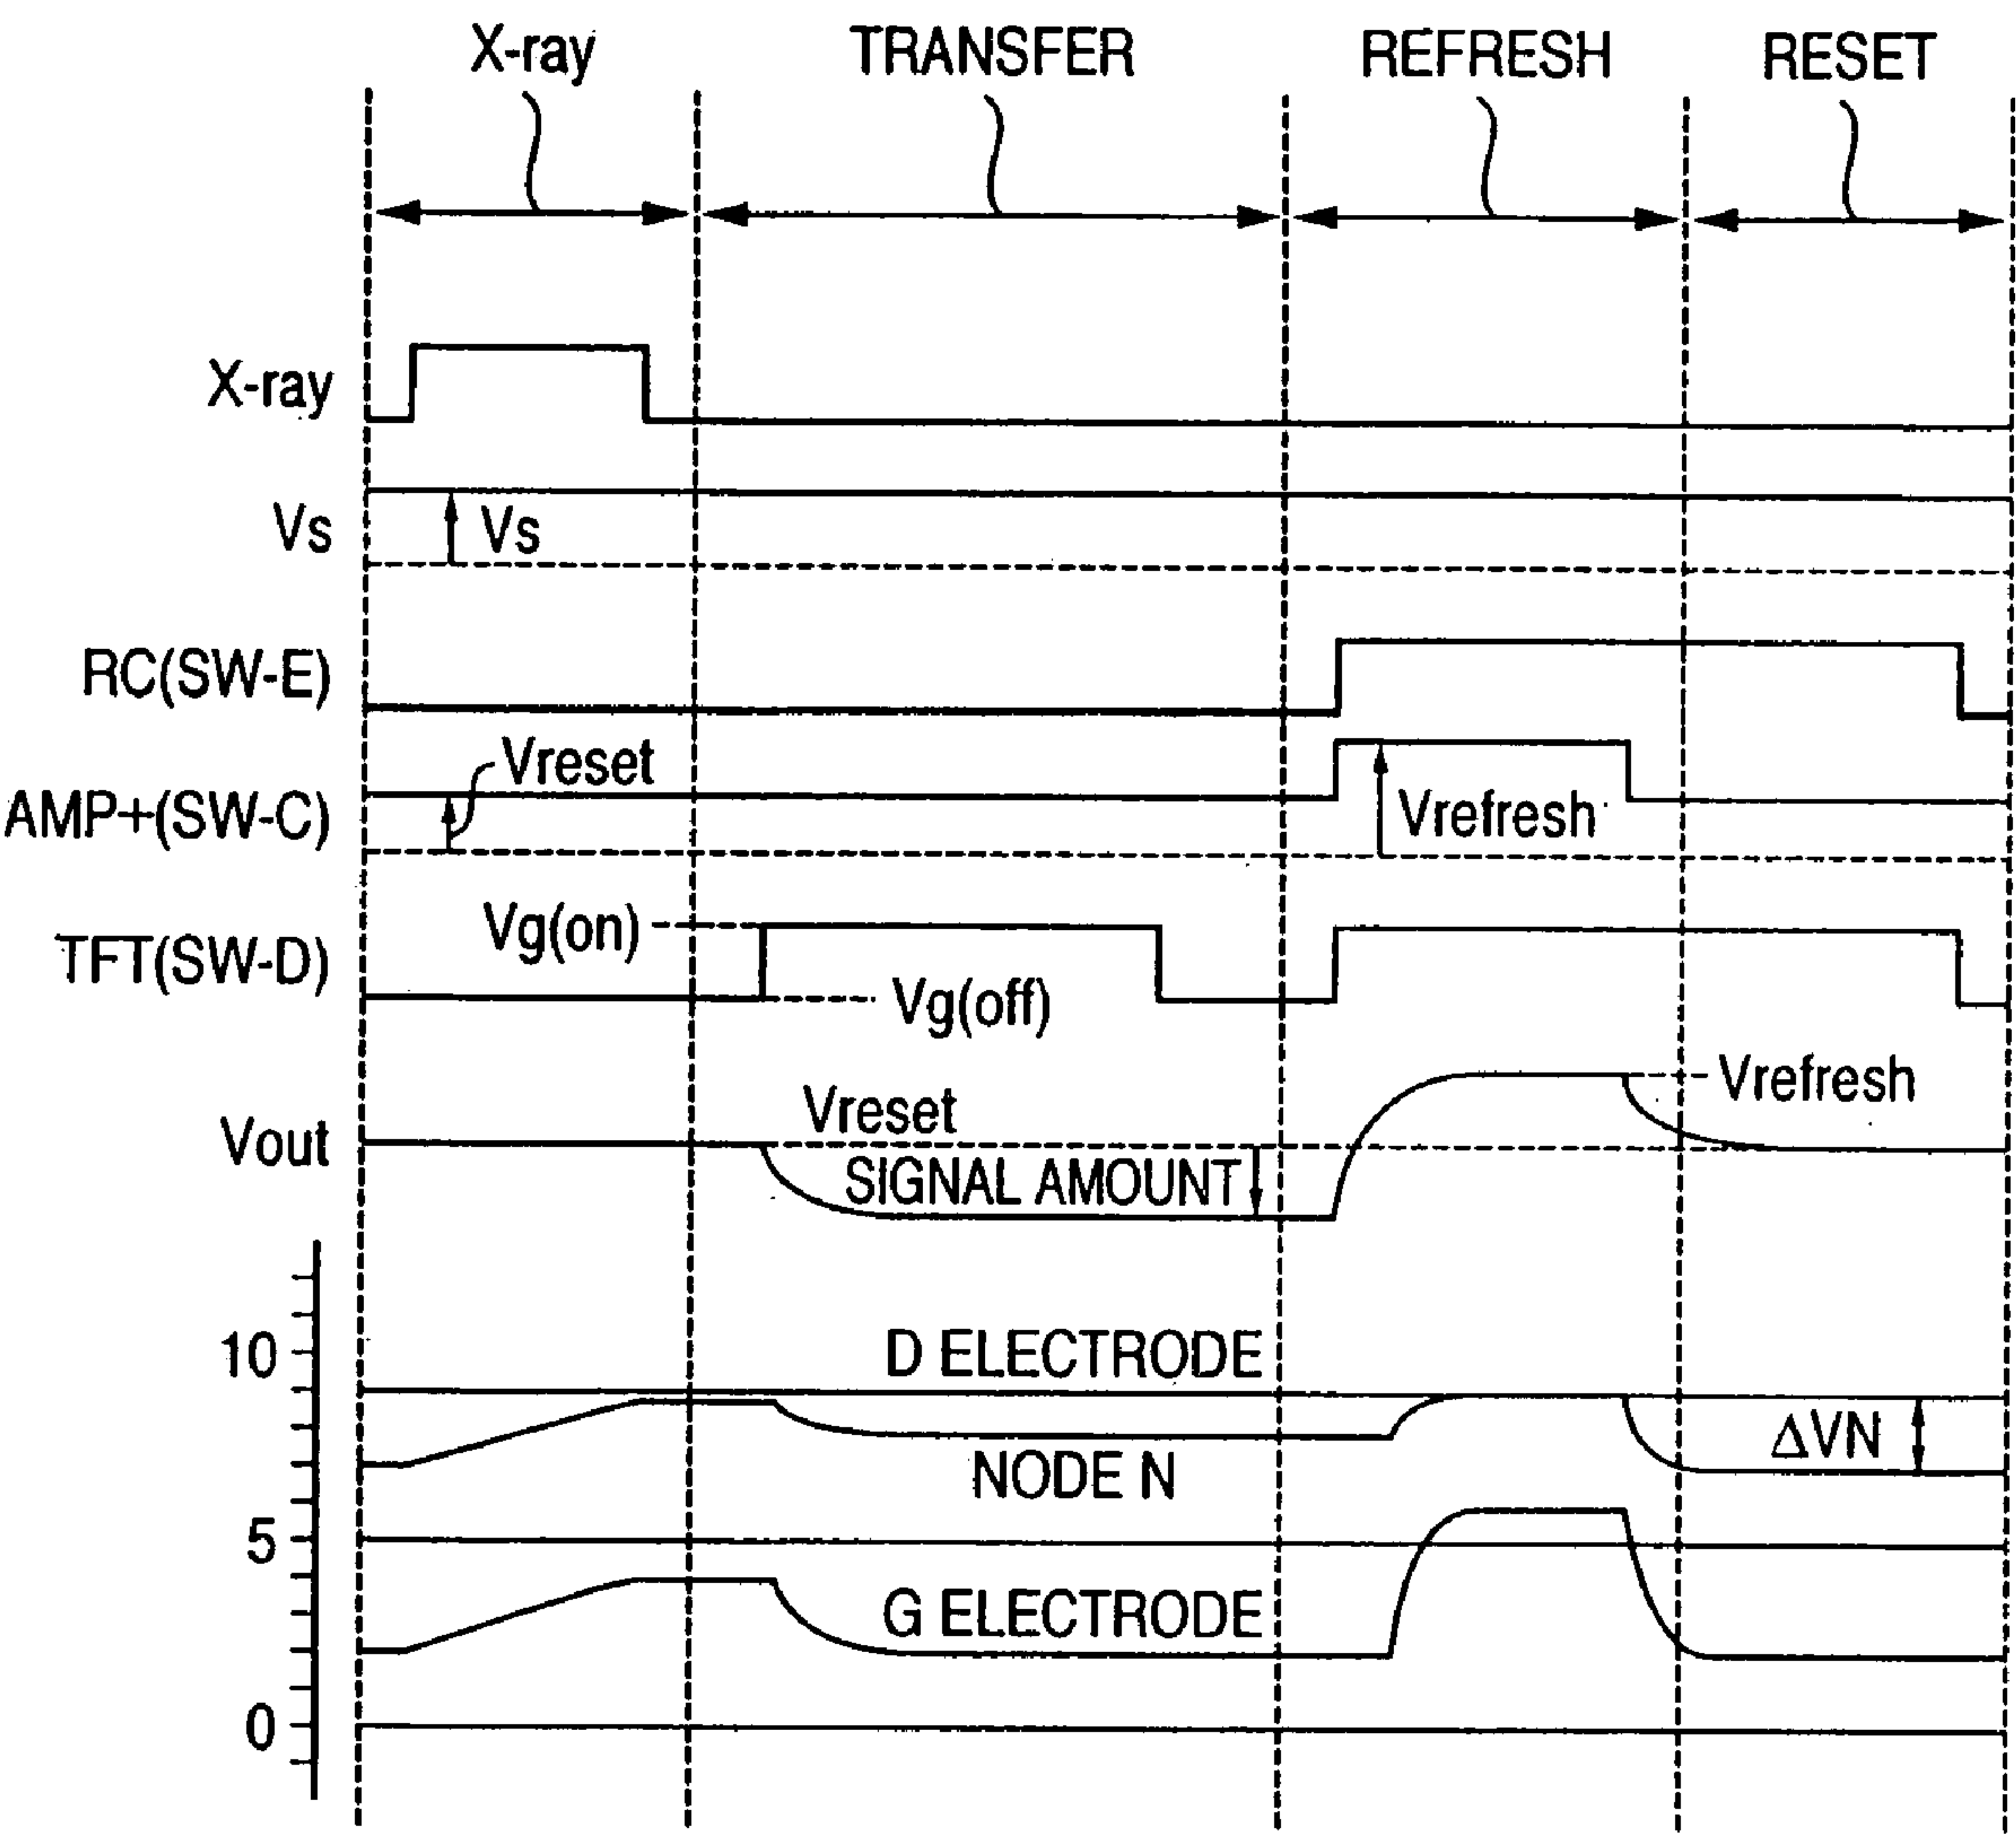 X-ray TRANSFER REFRESH RESET
X-ray
Vs Vs
RC(SW-E)
Vreset
AMP+(SW-C) Vrefresh
Vg(on)
TFT(SW-D)
Vg(off)
Vrefresh
Vreset
Vout
SIGNAL AMOUNT
10 D ELECTRODE
ΔVN
NODE N
5
G ELECTRODE
0